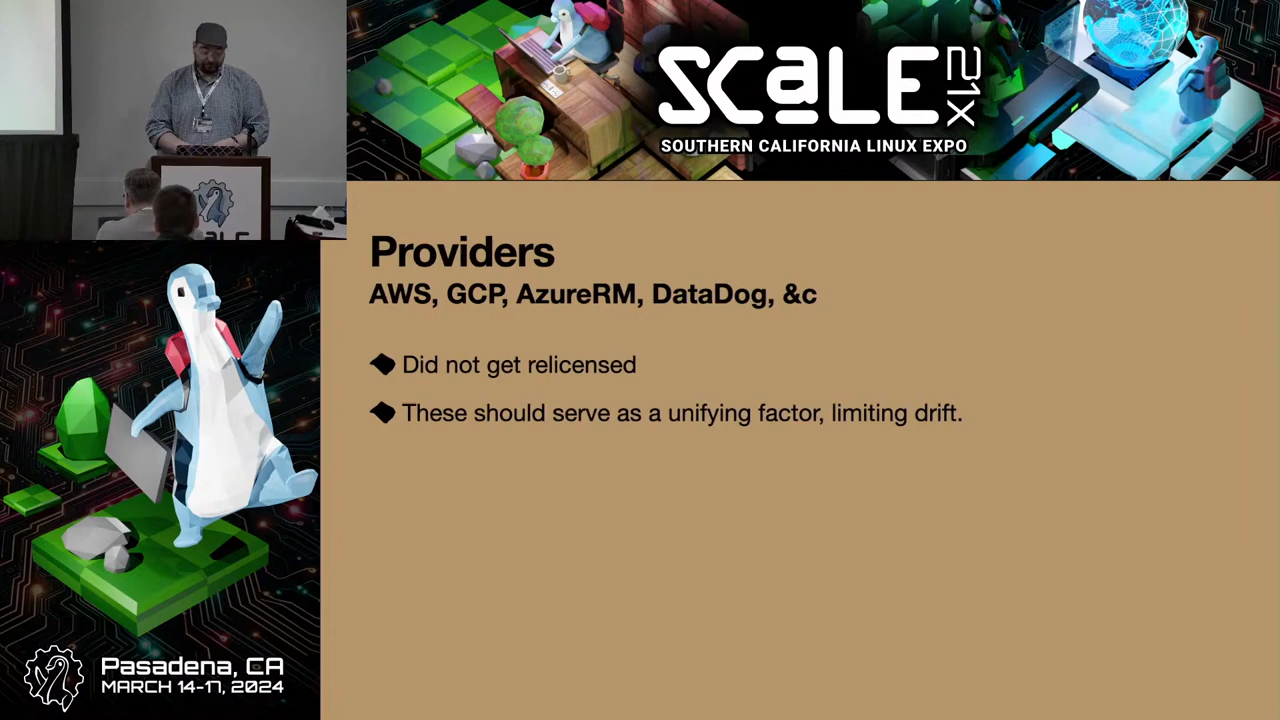 SCaLE 21X
SOUTHERN CALIFORNIA LINUX EXPO
Providers
AWS, GCP, AzureRM, DataDog, &c
Did not get relicensed
These should serve as a unifying factor, limiting drift.
Pasadena, CA
MARCH 14-17, 2024